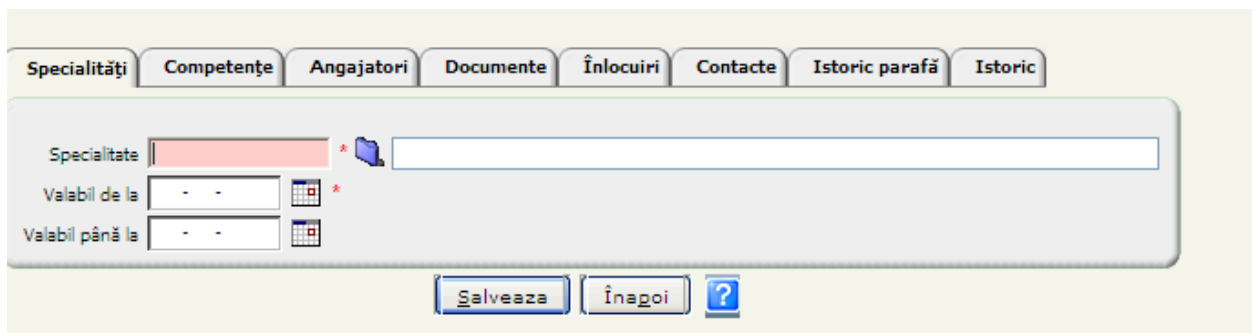 Specialități Competențe Angajatori Documente Înlocuiri Contacte Istoric parafă Istoric
Specialitate *
Valabil de la - - *
Valabil până la - -
Salveaza Înapoi ?